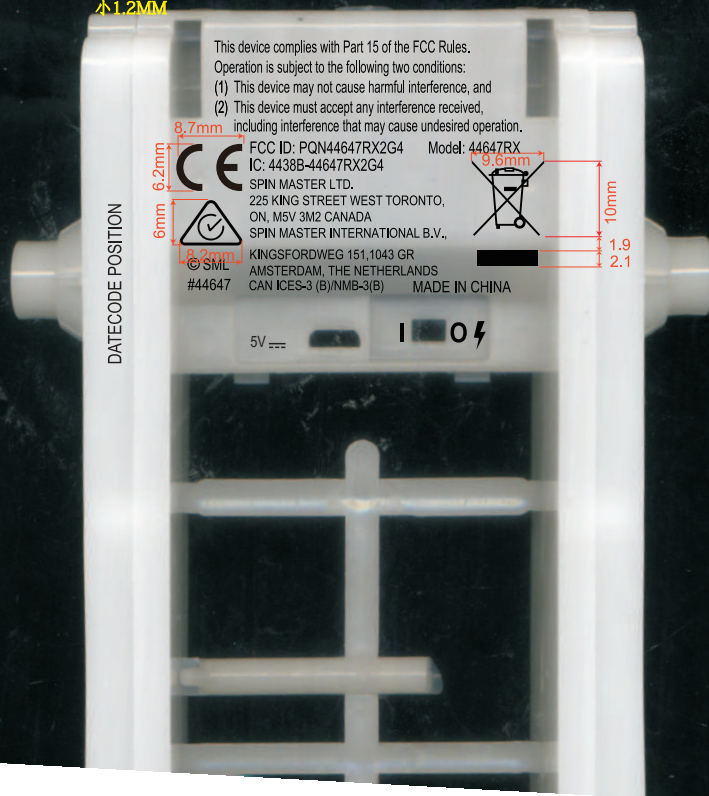 小1.2MM
This device complies with Part 15 of the FCC Rules.
Operation is subject to the following two conditions:
(1) This device may not cause harmful interference, and
(2) This device must accept any interference received,
including interference that may cause undesired operation.
8.7mm
FCC ID: PQN44647RX2G4 Model: 44647RX
6.2mm
CE
IC: 4438B-44647RX2G4
9.6mm
SPIN MASTER LTD.
225 KING STREET WEST TORONTO,
10mm
6mm
ON, M5V 3M2 CANADA
SPIN MASTER INTERNATIONAL B.V.,
1.9
8.2mm
KINGSFORDWEG 151,1043 GR
2.1
© SML
AMSTERDAM, THE NETHERLANDS
#44647
CAN ICES-3 (B)/NMB-3(B) MADE IN CHINA
DATECODE POSITION
5V
I O